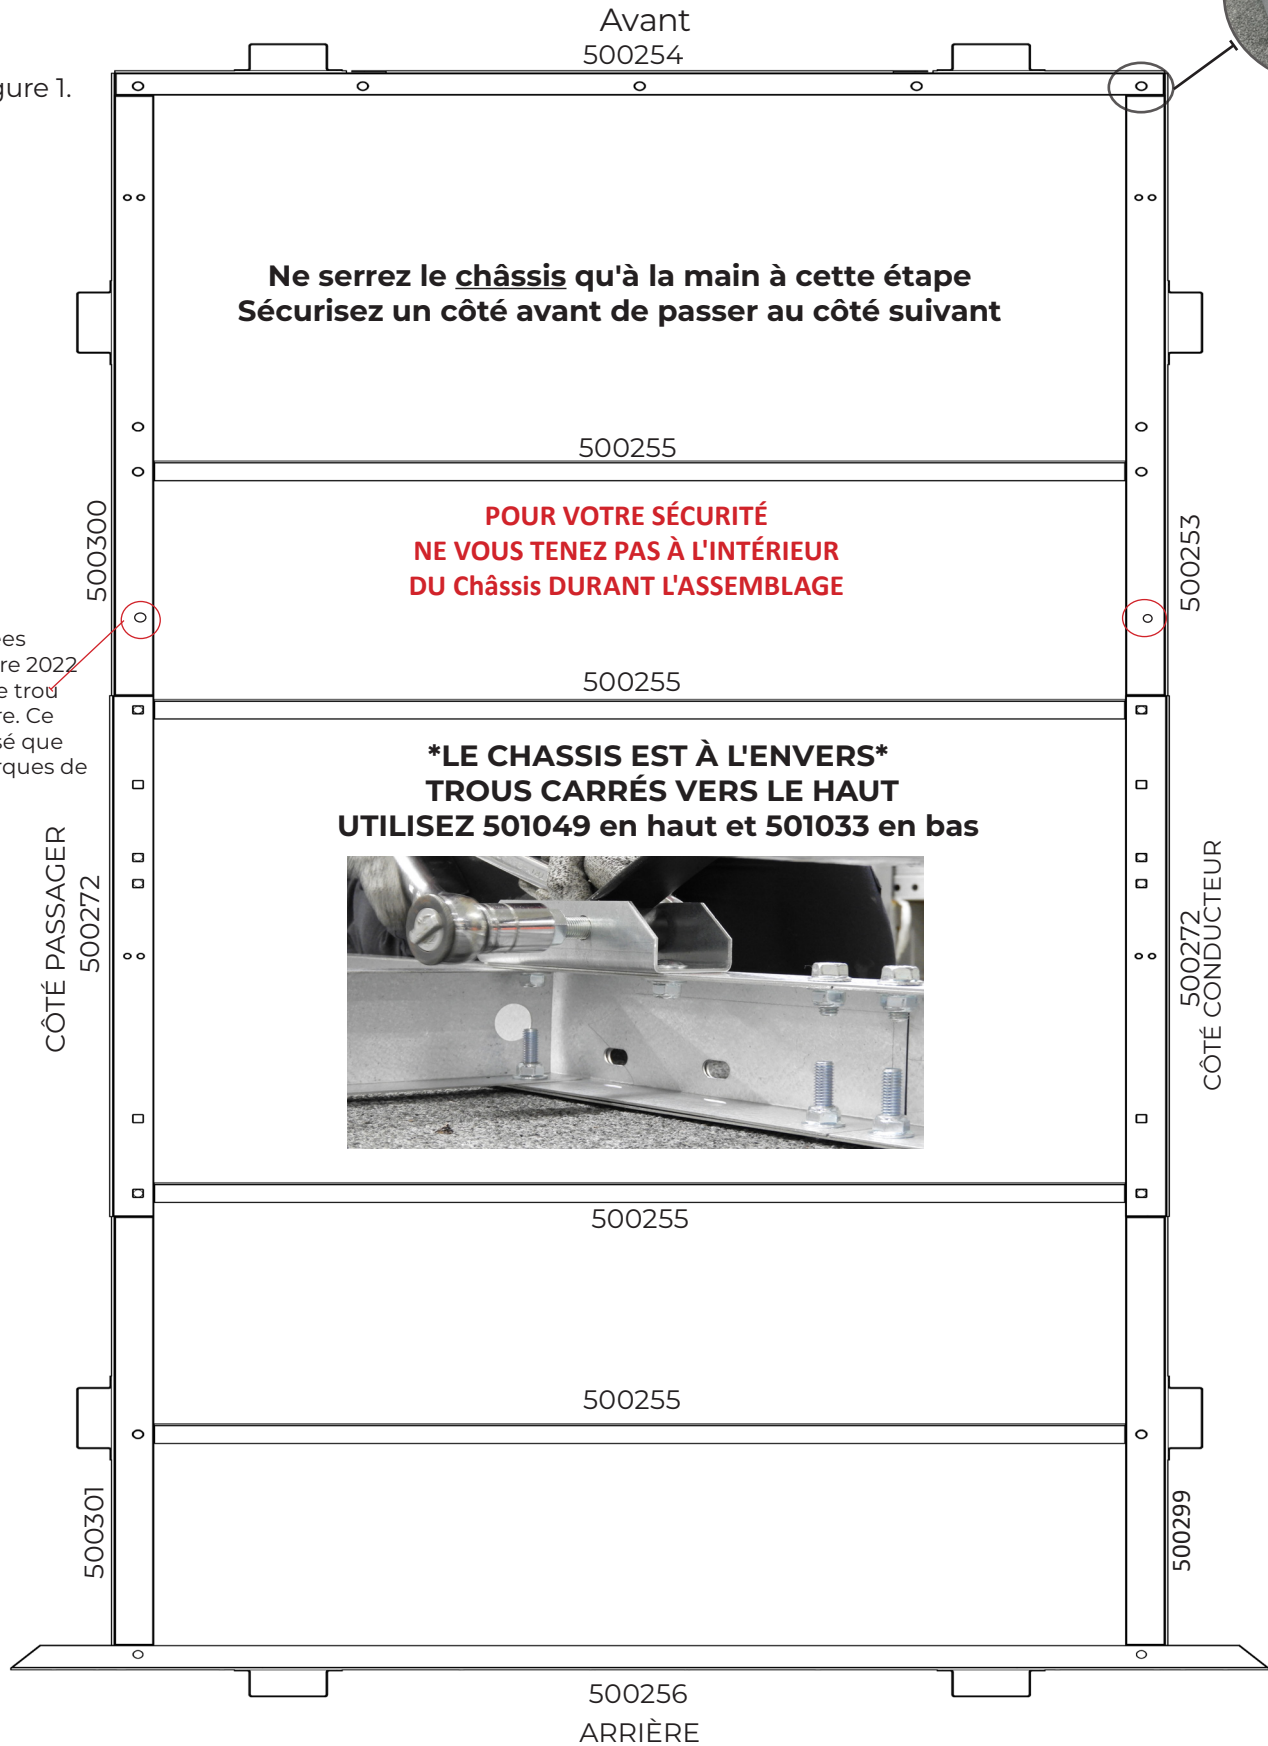 Avant
500254
gure 1.
Ne serrez le châssis qu'à la main à cette étape
Sécurisez un côté avant de passer au côté suivant
500255
500300
500253
POUR VOTRE SÉCURITÉ
NE VOUS TENEZ PAS À L'INTÉRIEUR
DU Châssis DURANT L'ASSEMBLAGE
es
re 2022
e trou
re. Ce
sé que
rques de
500255
*LE CHASSIS EST À L'ENVERS*
TROUS CARRÉS VERS LE HAUT
UTILISEZ 501049 en haut et 501033 en bas
CÔTÉ PASSAGER
500272
500272
CÔTÉ CONDUCTEUR
500255
500255
500301
500299
500256
ARRIÈRE